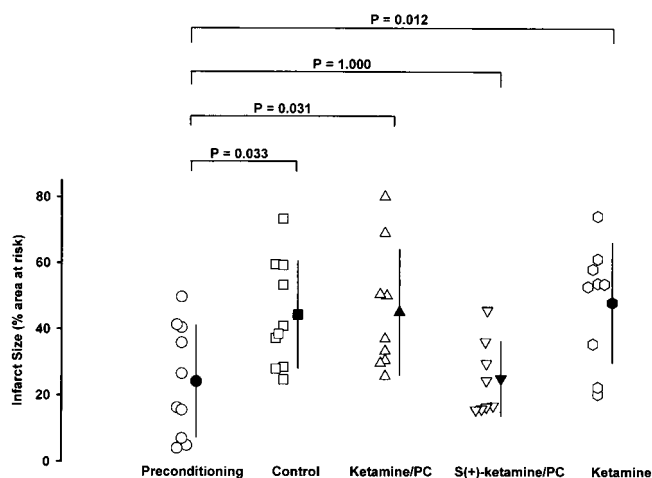 P = 0.012
P = 1.000
P = 0.031
P = 0.033
Infarct Size (% area at risk)
80
60
40
20
0
Preconditioning Control Ketamine/PC S(+)-ketamine/PC Ketamine